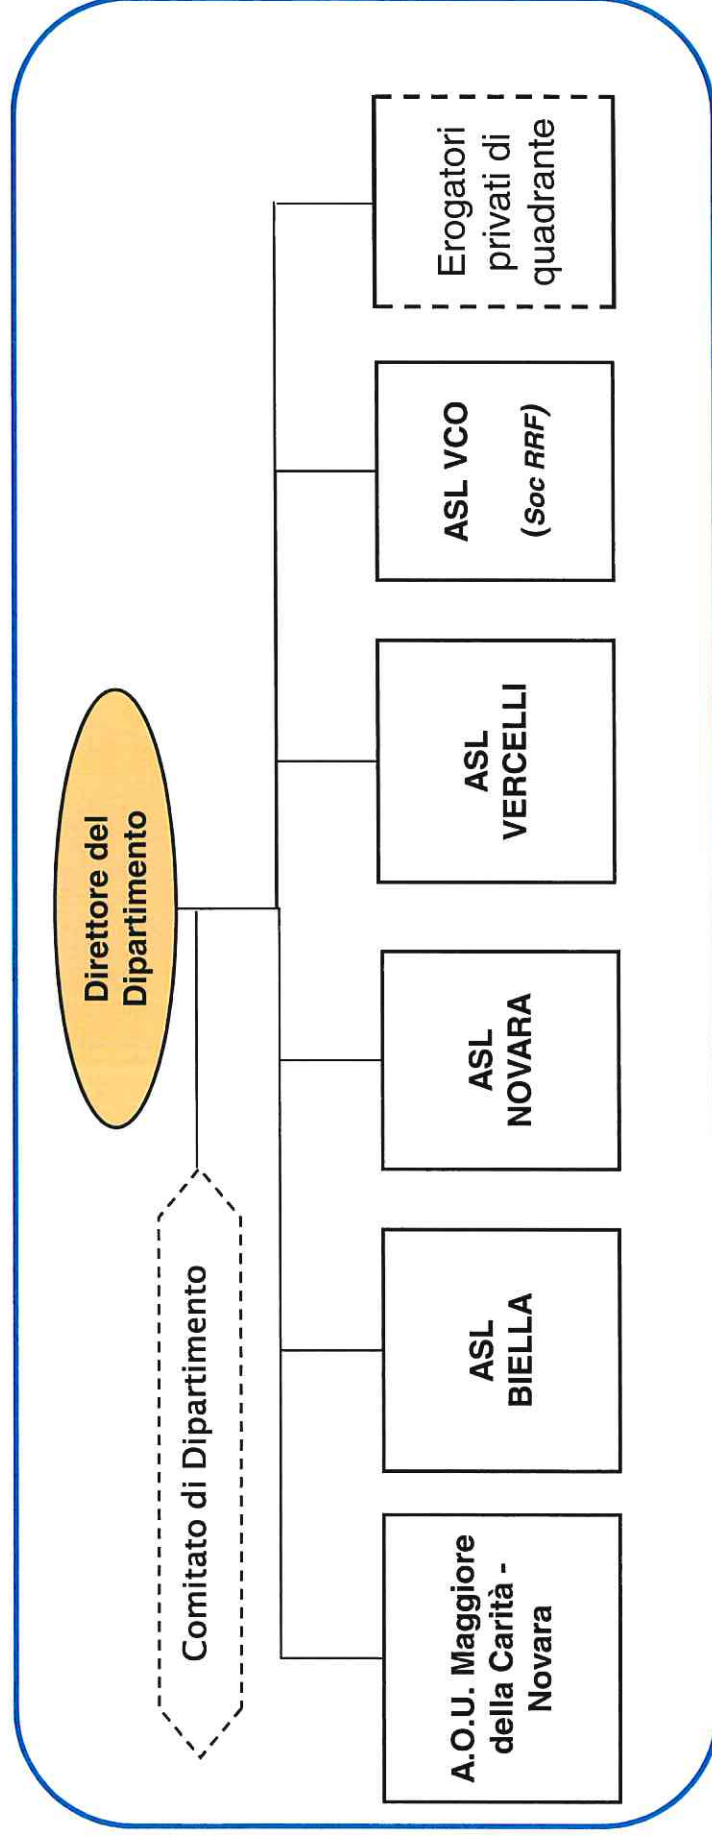 Direttore del
Dipartimento
Comitato di Dipartimento
A.O.U. Maggiore
della Carità -
Novara
ASL
BIELLA
ASL
NOVARA
ASL
VERCELLI
ASL VCO
(Soc RRF)
Erogatori
privati di
quadrante